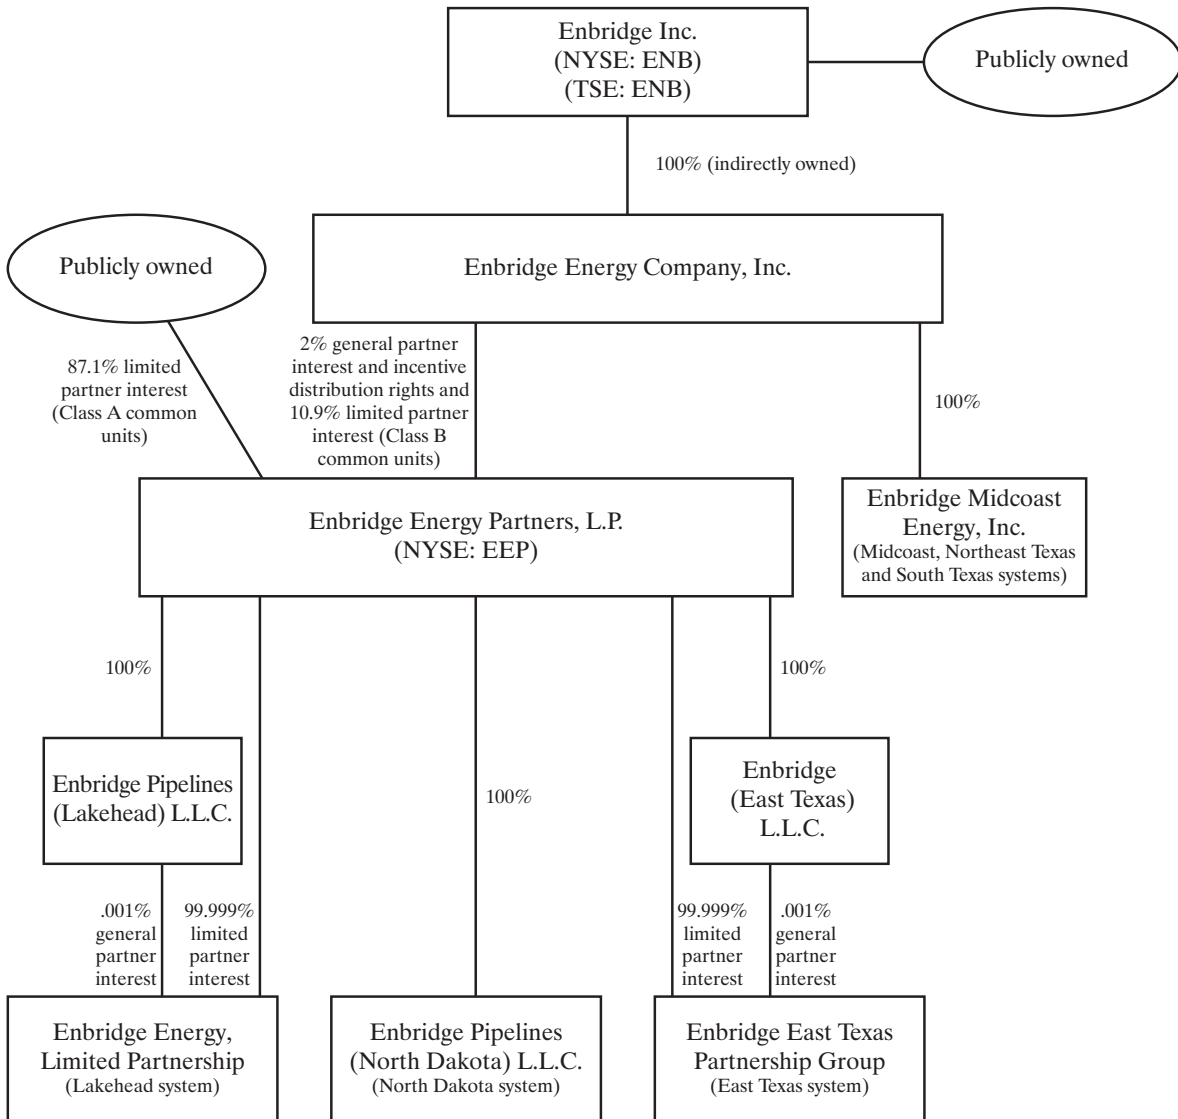 Enbridge Inc.
(NYSE: ENB)
(TSE: ENB)
Publicly owned
100% (indirectly owned)
Publicly owned
Enbridge Energy Company, Inc.
87.1% limited
partner interest
(Class A common
units)
2% general partner
interest and incentive
distribution rights and
10.9% limited partner
interest (Class B
common units)
100%
Enbridge Energy Partners, L.P.
(NYSE: EEP)
Enbridge Midcoast
Energy, Inc.
(Midcoast, Northeast Texas
and South Texas systems)
100%
100%
Enbridge Pipelines
(Lakehead) L.L.C.
100%
Enbridge
(East Texas)
L.L.C.
.001%
general
partner
interest
99.999%
limited
partner
interest
99.999%
limited
partner
interest
.001%
general
partner
interest
Enbridge Energy,
Limited Partnership
(Lakehead system)
Enbridge Pipelines
(North Dakota) L.L.C.
(North Dakota system)
Enbridge East Texas
Partnership Group
(East Texas system)